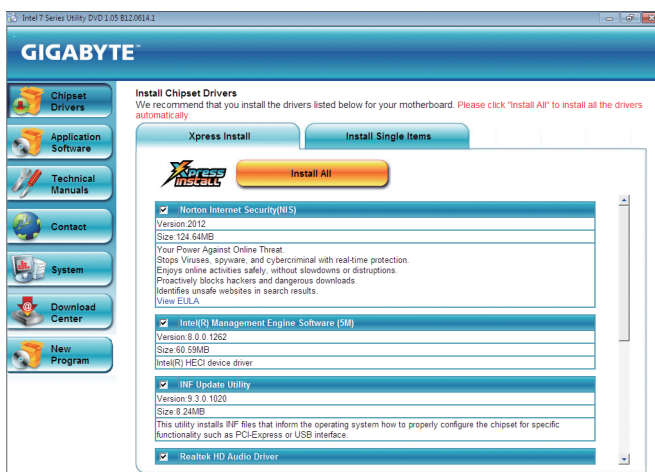 Intel 7 Series Utility DVD 1.05 B12.0614.1
GIGABYTE™
Chipset
Drivers
Application
Software
Technical
Manuals
Contact
System
Download
Center
New
Program
Install Chipset Drivers
We recommend that you install the drivers listed below for your motherboard. Please click "Install All" to install all the drivers
automatically.
Xpress Install
Install Single Items
Xpress
INSTALL
Install All
Norton Internet Security(NIS)
Version:2012
Size:124.64MB
Your Power Against Online Threat.
Stops Viruses, spyware, and cybercriminal with real-time protection.
Enjoys online activities safely, without slowdowns or distruptions.
Proactively blocks hackers and dangerous downloads.
Identifies unsafe websites in search results.
View EULA
Intel(R) Management Engine Software (5M)
Version:8.0.0.1262
Size:60.59MB
Intel(R) HECI device driver
INF Update Utility
Version:9.3.0.1020
Size:8.24MB
This utility installs INF files that inform the operating system how to properly configure the chipset for specific
functionality such as PCI-Express or USB interface.
Realtek HD Audio Driver